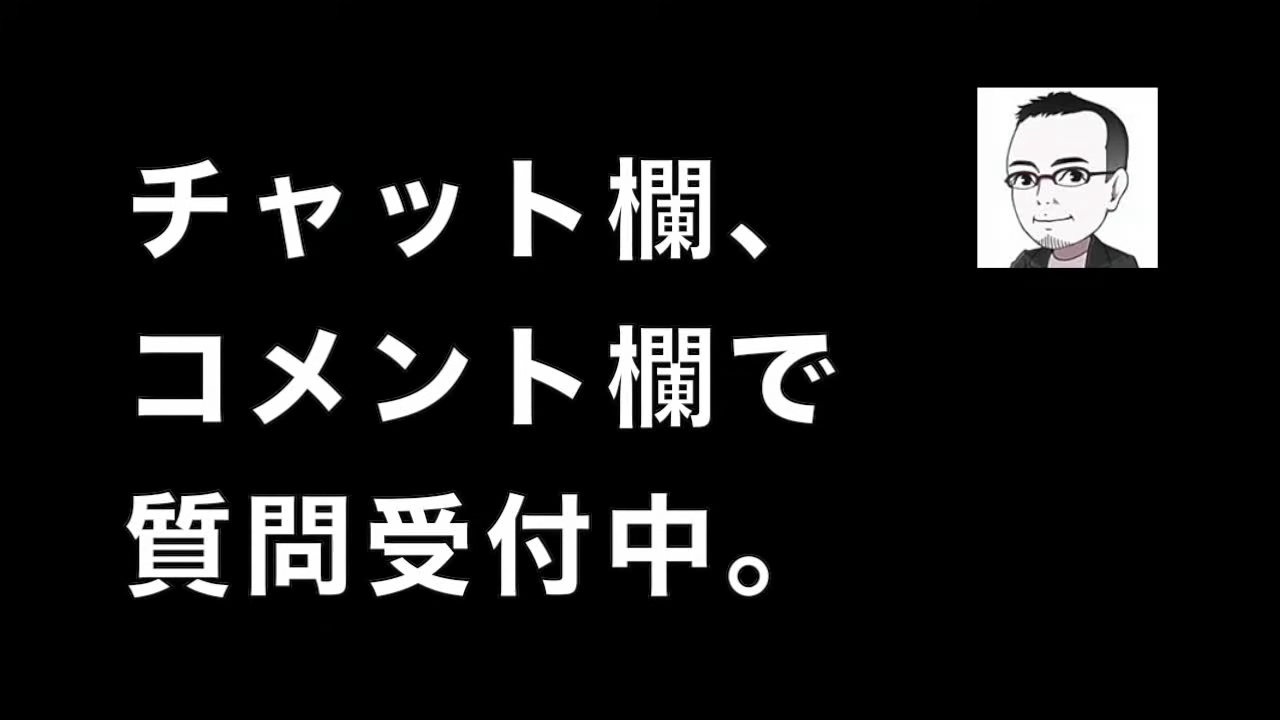 チャット欄、
コメント欄で
質問受付中。